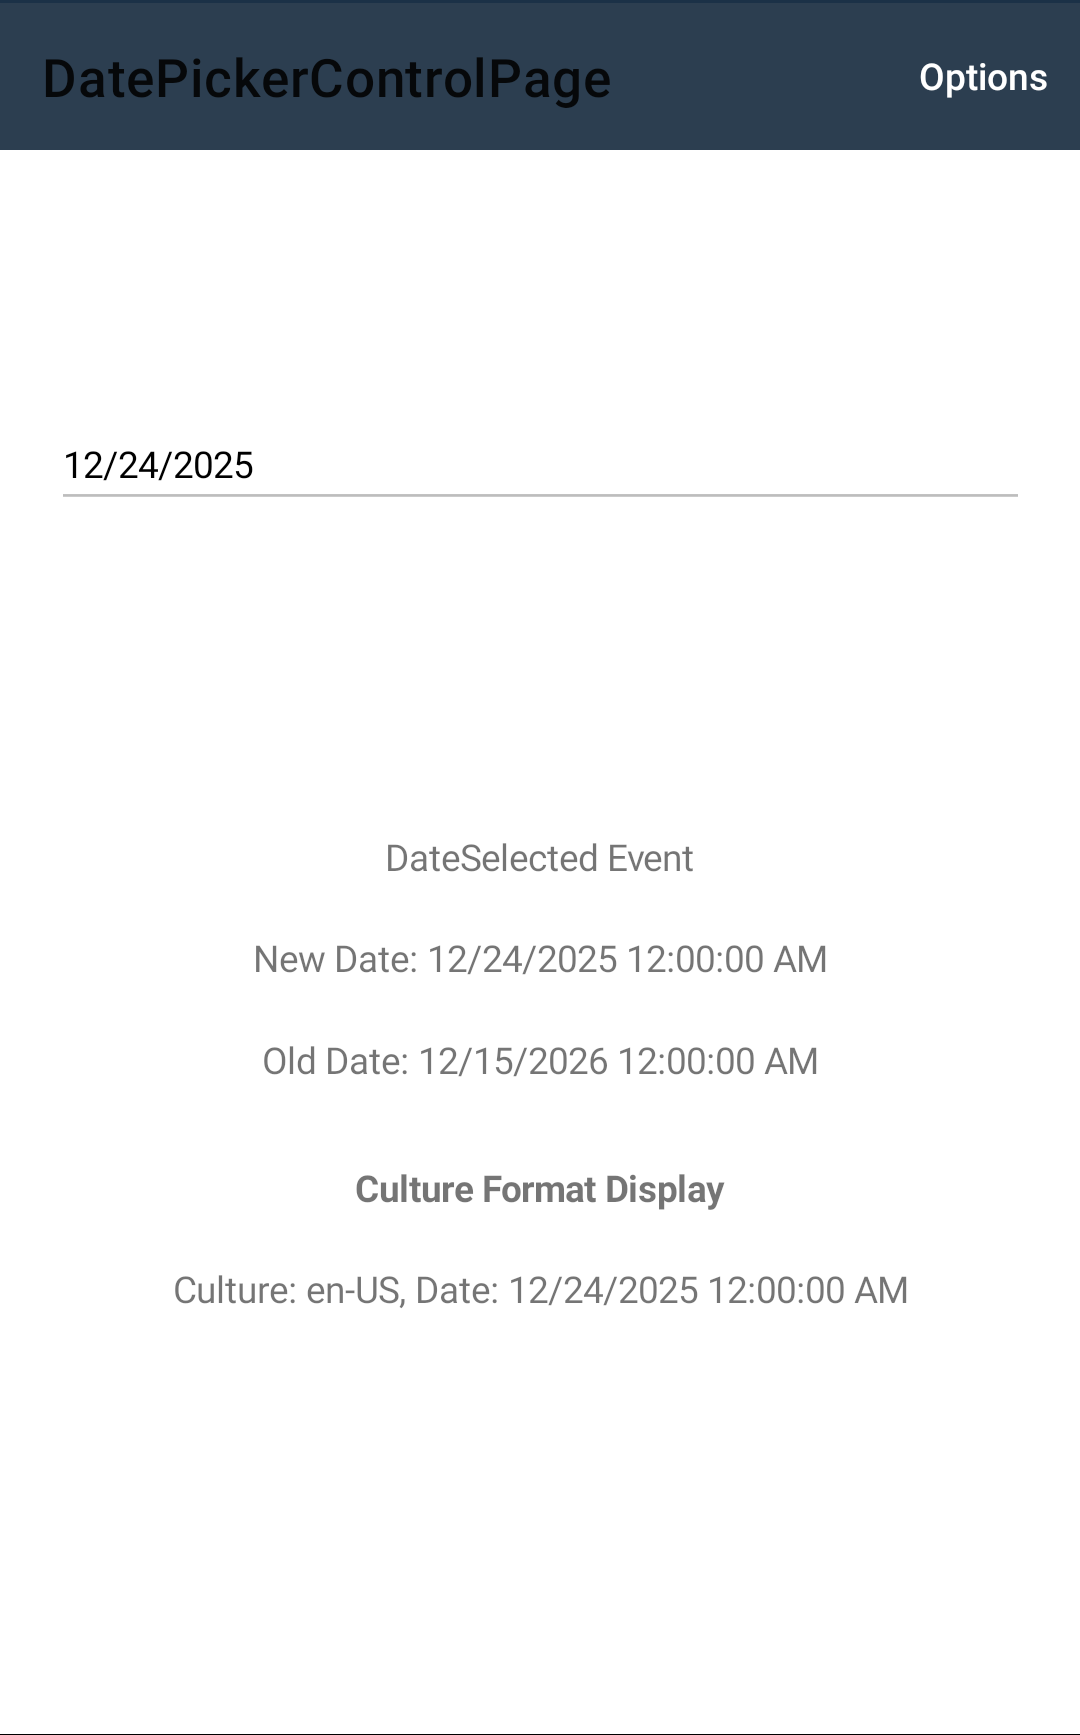 DatePickerControlPage
Options
12/24/2025
DateSelected Event
New Date: 12/24/2025 12:00:00 AM
Old Date: 12/15/2026 12:00:00 AM
Culture Format Display
Culture: en-US, Date: 12/24/2025 12:00:00 AM